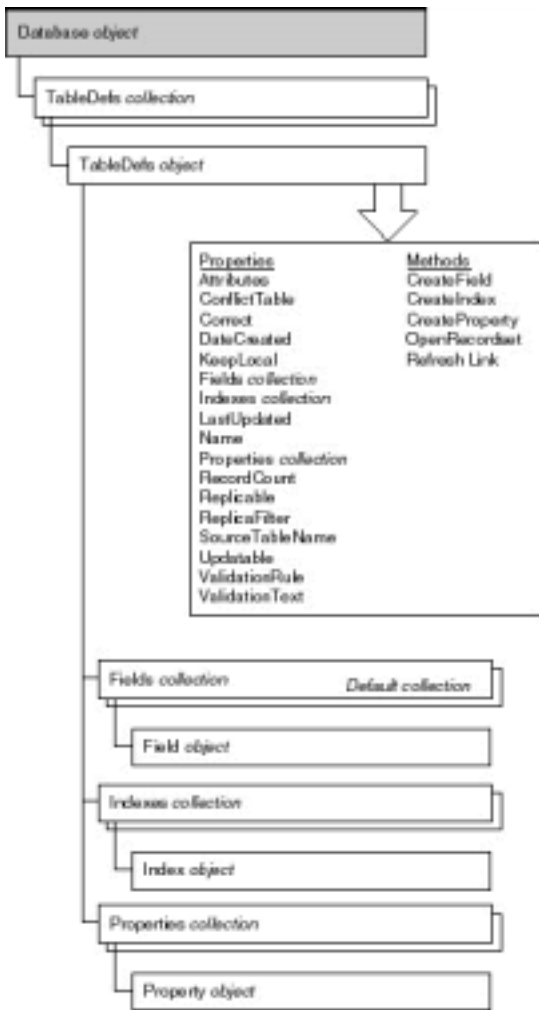 Database object
TableDefs collection
TableDefs object
Properties
Attributes
ConflictTable
Correct
DateCreated
KeepLocal
Fields collection
Indexes collection
LastUpdated
Name
Properties collection
RecordCount
Replicable
ReplicaFilter
SourceTableName
Updatable
ValidationRule
ValidationText
Methods
CreateField
CreateIndex
CreateProperty
OpenRecordset
Refresh Link
Fields collection Default collection
Field object
Indexes collection
Index object
Properties collection
Property object